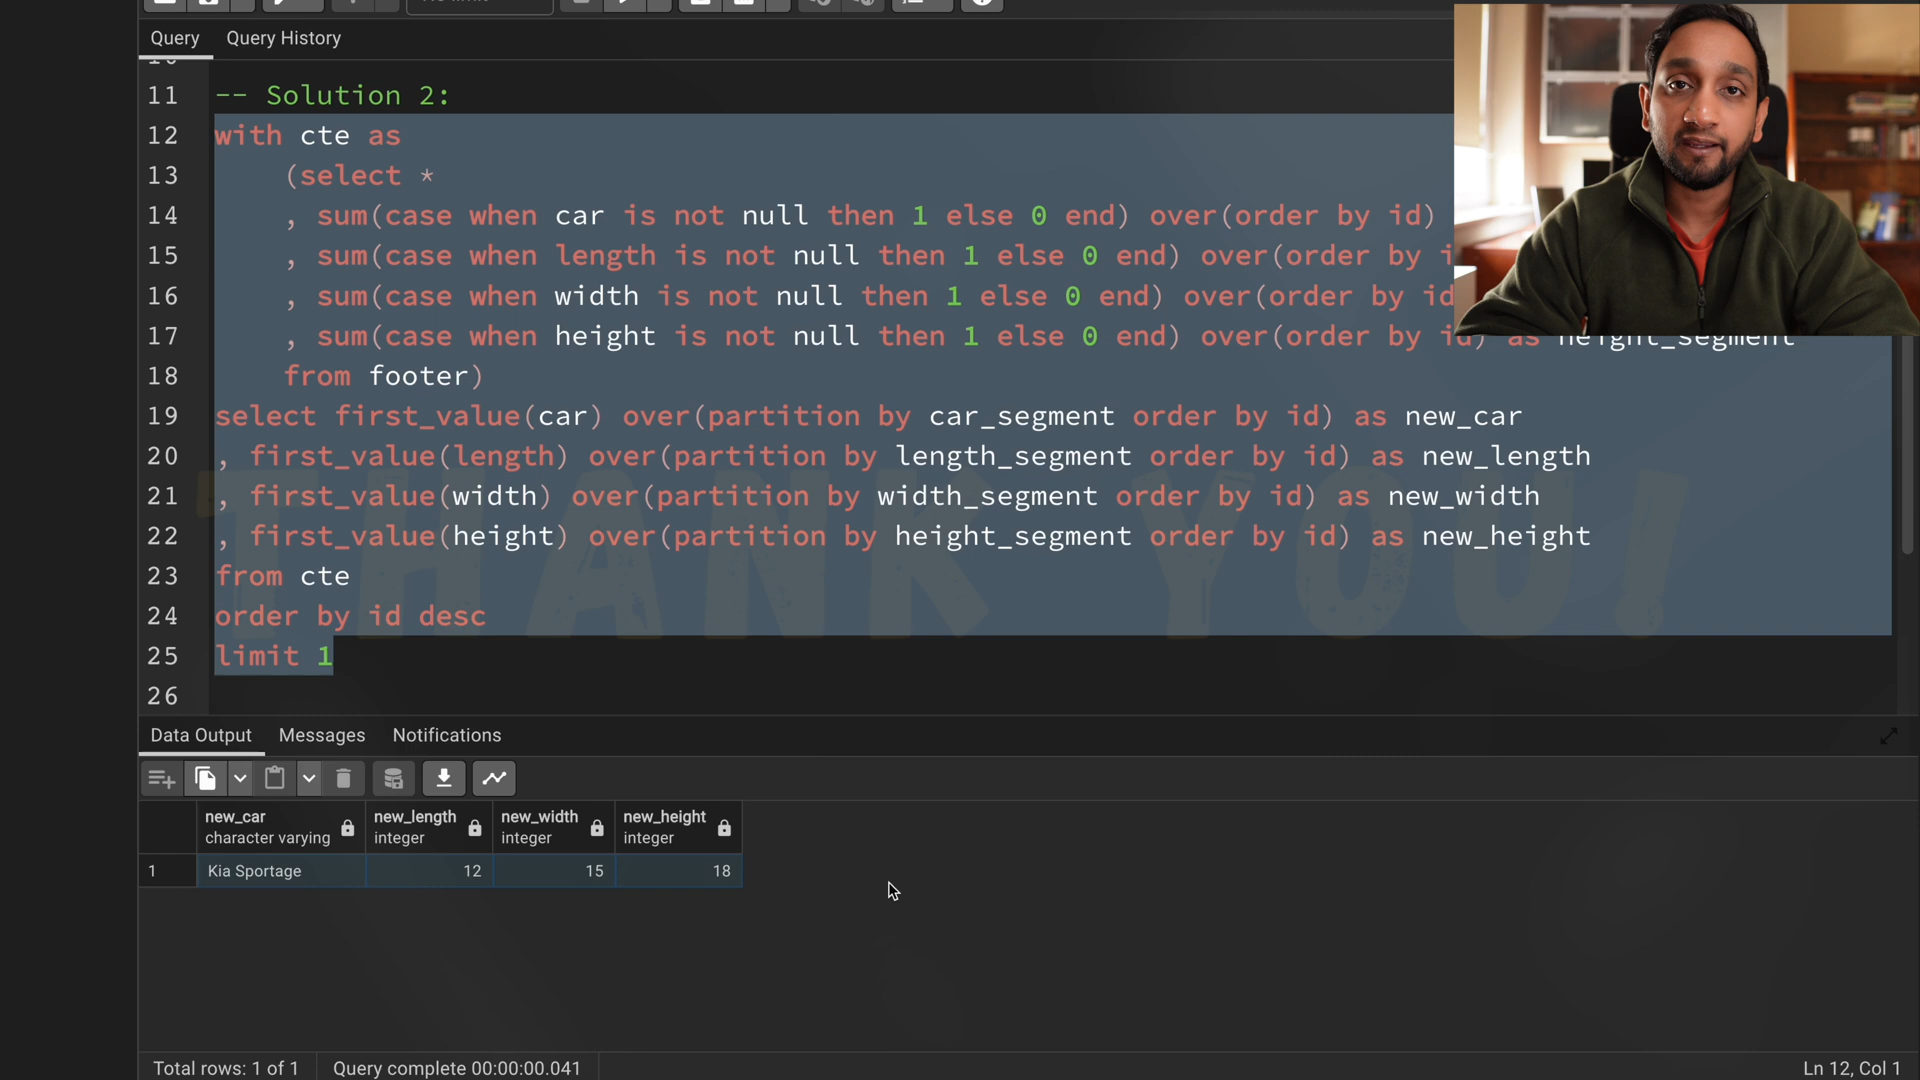 Query Query History
11 -- Solution 2:
12 with cte as
13 (select *
14 , sum(case when car is not null then 1 else 0 end) over(order by id)
15 , sum(case when length is not null then 1 else 0 end) over(order by i
16 , sum(case when width is not null then 1 else 0 end) over(order by id
17 , sum(case when height is not null then 1 else 0 end) over(order by id) as height_segment
18 from footer)
19 select first_value(car) over(partition by car_segment order by id) as new_car
20 , first_value(length) over(partition by length_segment order by id) as new_length
21 , first_value(width) over(partition by width_segment order by id) as new_width
22 , first_value(height) over(partition by height_segment order by id) as new_height
23 from cte
24 order by id desc
25 limit 1
26
THANK YOU!
Data Output Messages Notifications
new_car new_length new_width new_height
character varying integer integer integer
1 Kia Sportage 12 15 18
Total rows: 1 of 1 Query complete 00:00:00.041 Ln 12, Col 1